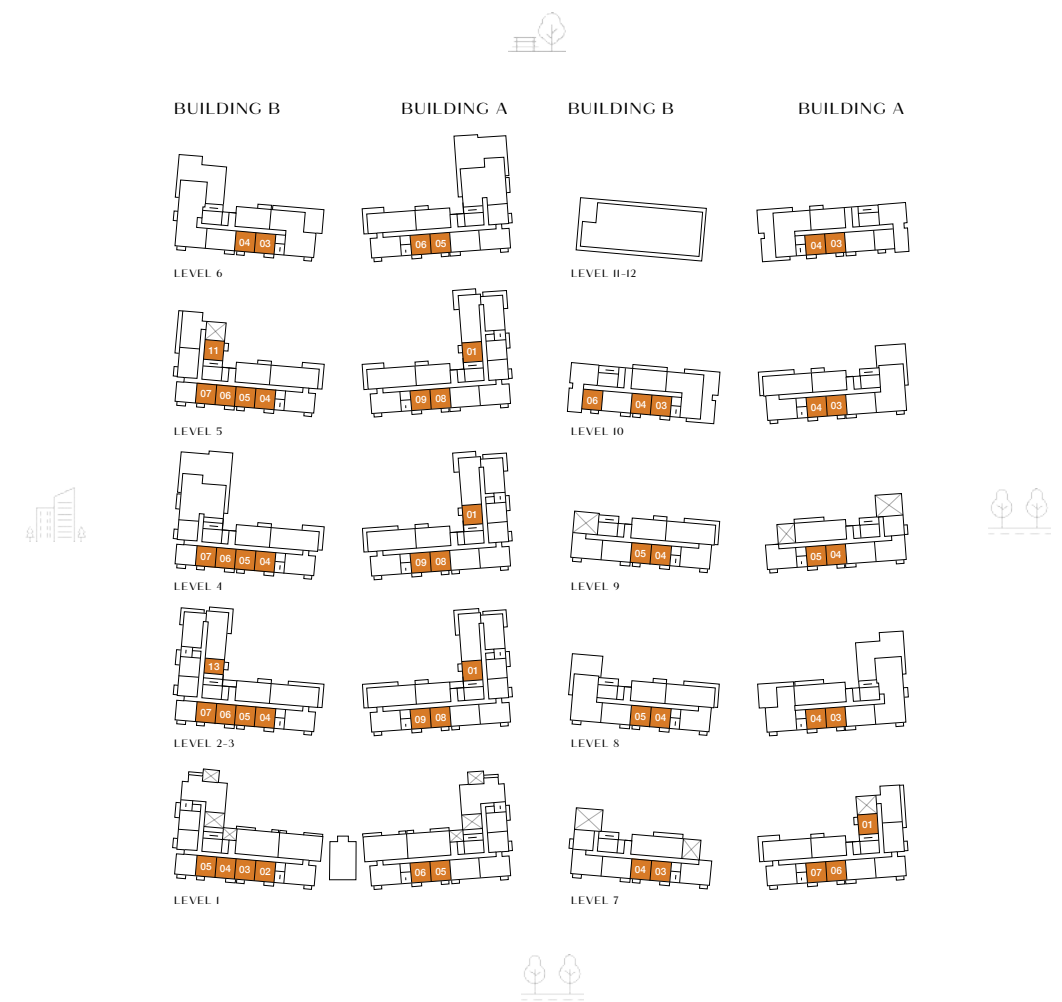 BUILDING B BUILDING A BUILDING B BUILDING A
04 03 06 05 04 03
LEVEL 6 LEVEL 11-12
11 01
07 06 05 04 09 08 06 04 03 04 03
LEVEL 5 LEVEL 10
01
07 06 05 04 09 08 05 04 05 04
LEVEL 4 LEVEL 9
13 01
07 06 05 04 09 08 05 04 04 03
LEVEL 2-3 LEVEL 8
01
05 04 03 02 06 05 04 03 07 06
LEVEL 1 LEVEL 7